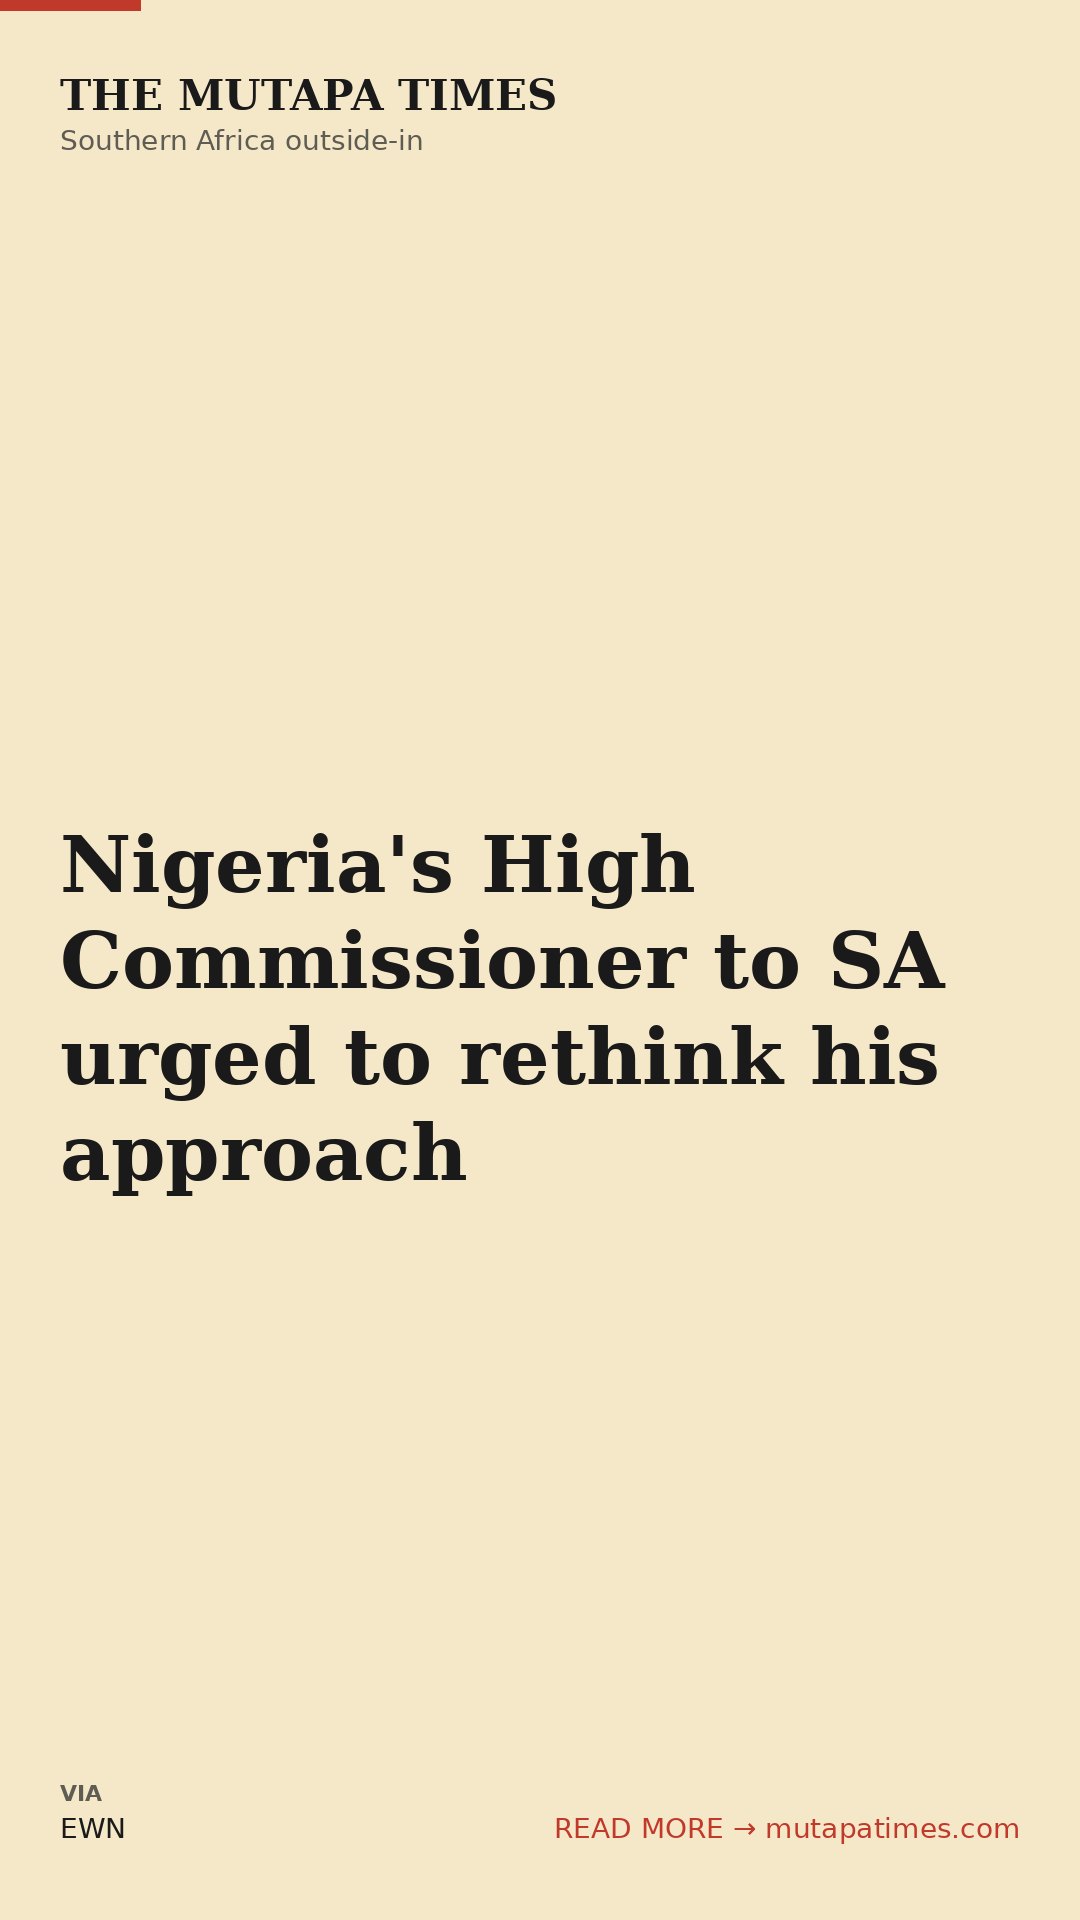 THE MUTAPA TIMES
Southern Africa outside-in
Nigeria's High
Commissioner to SA
urged to rethink his
approach
VIA
EWN
READ MORE → mutapatimes.com